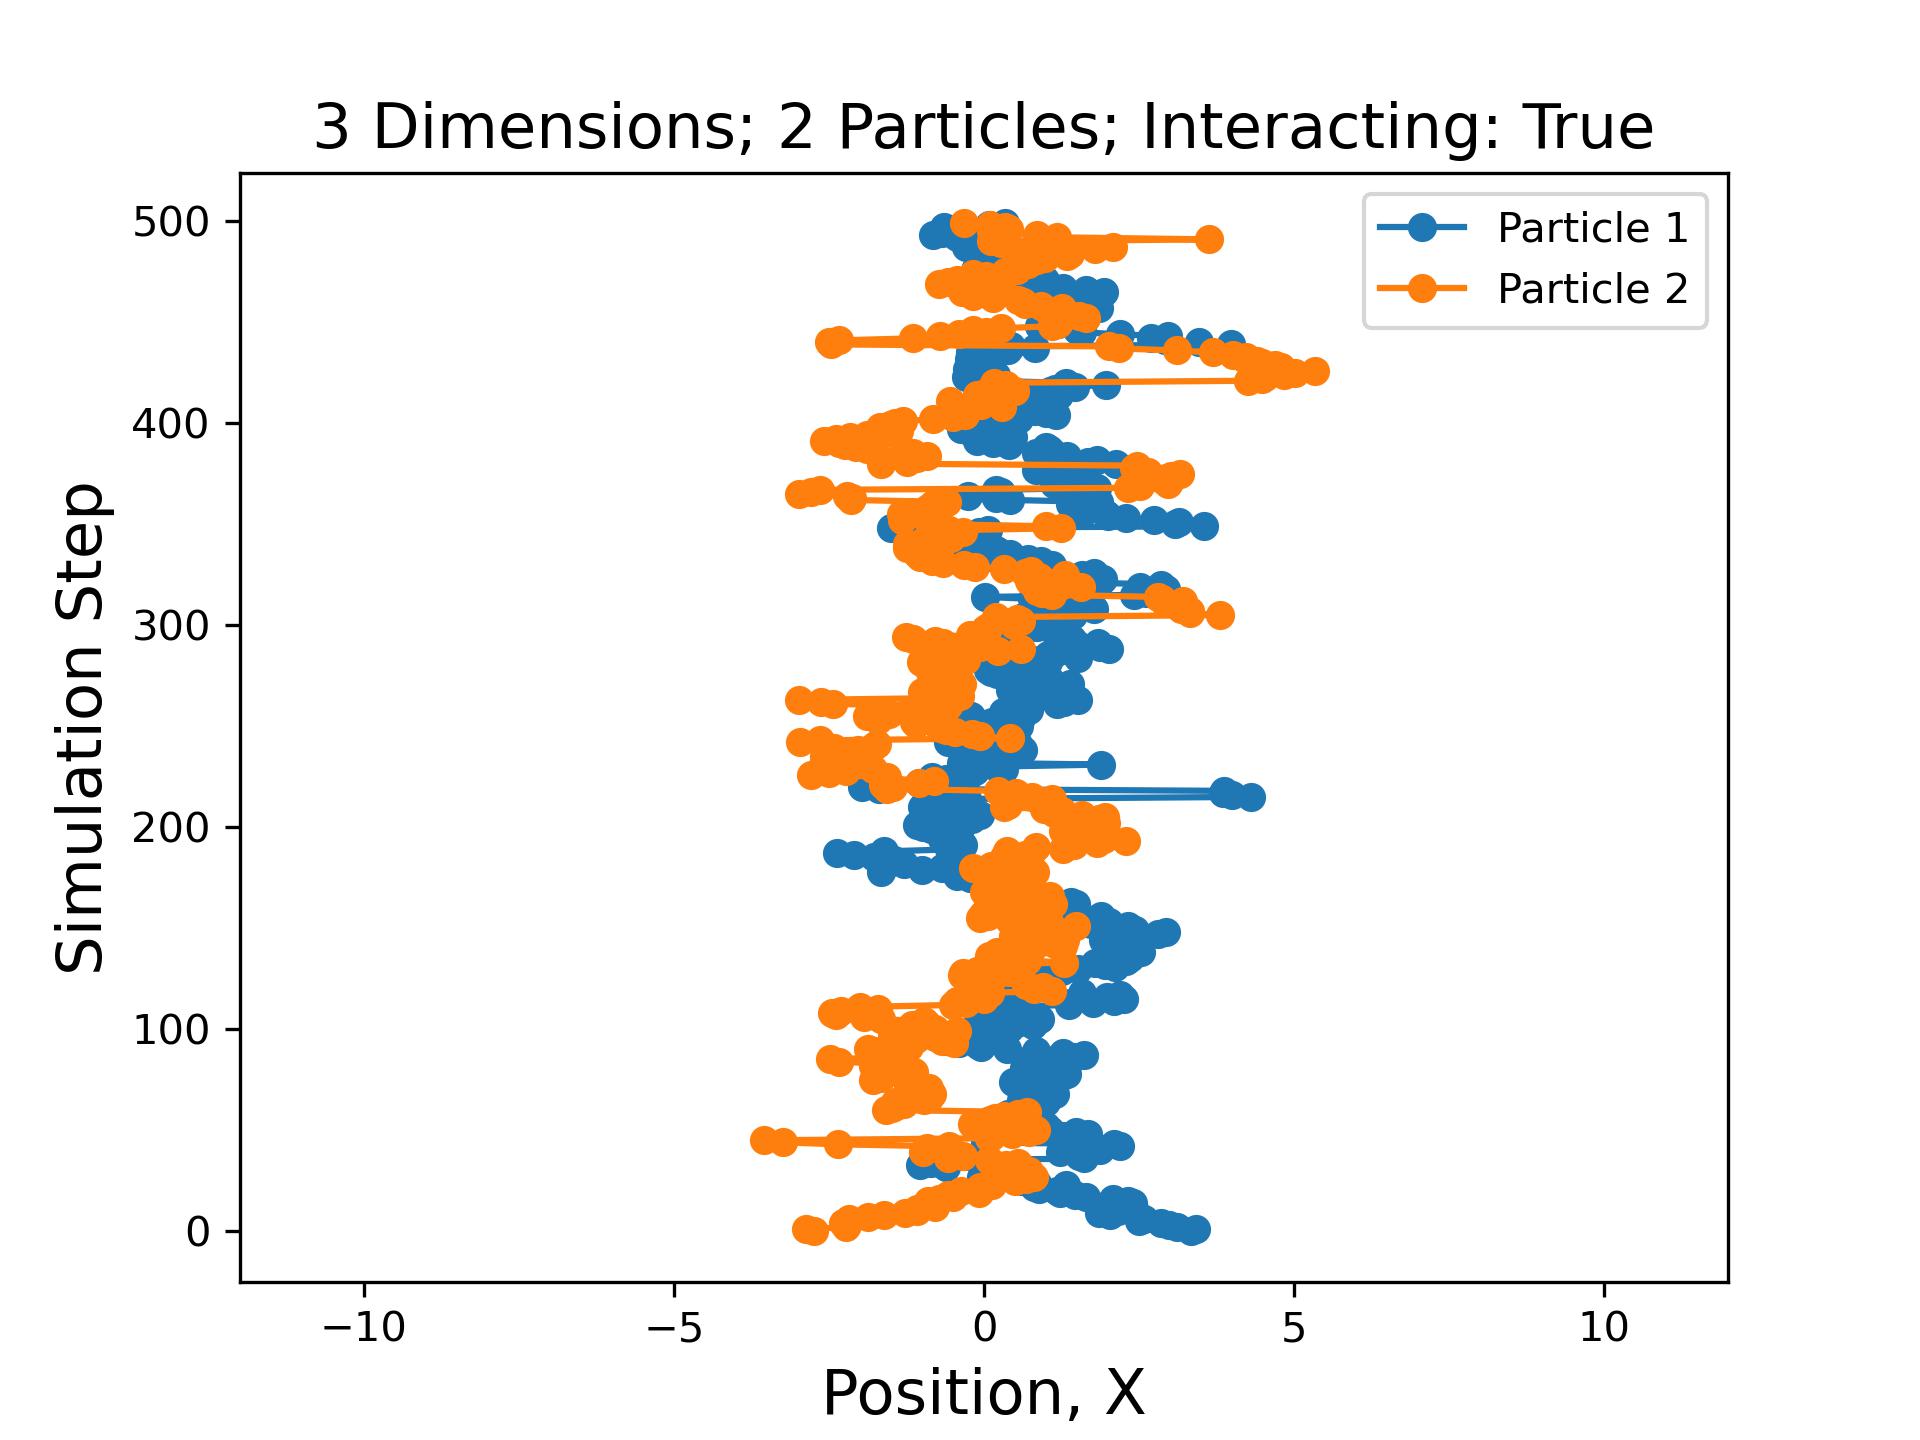 3 Dimensions; 2 Particles; Interacting: True
Particle 1
Particle 2
500
400
300
200
100
0
Simulation Step
−10 −5 0 5 10
Position, X